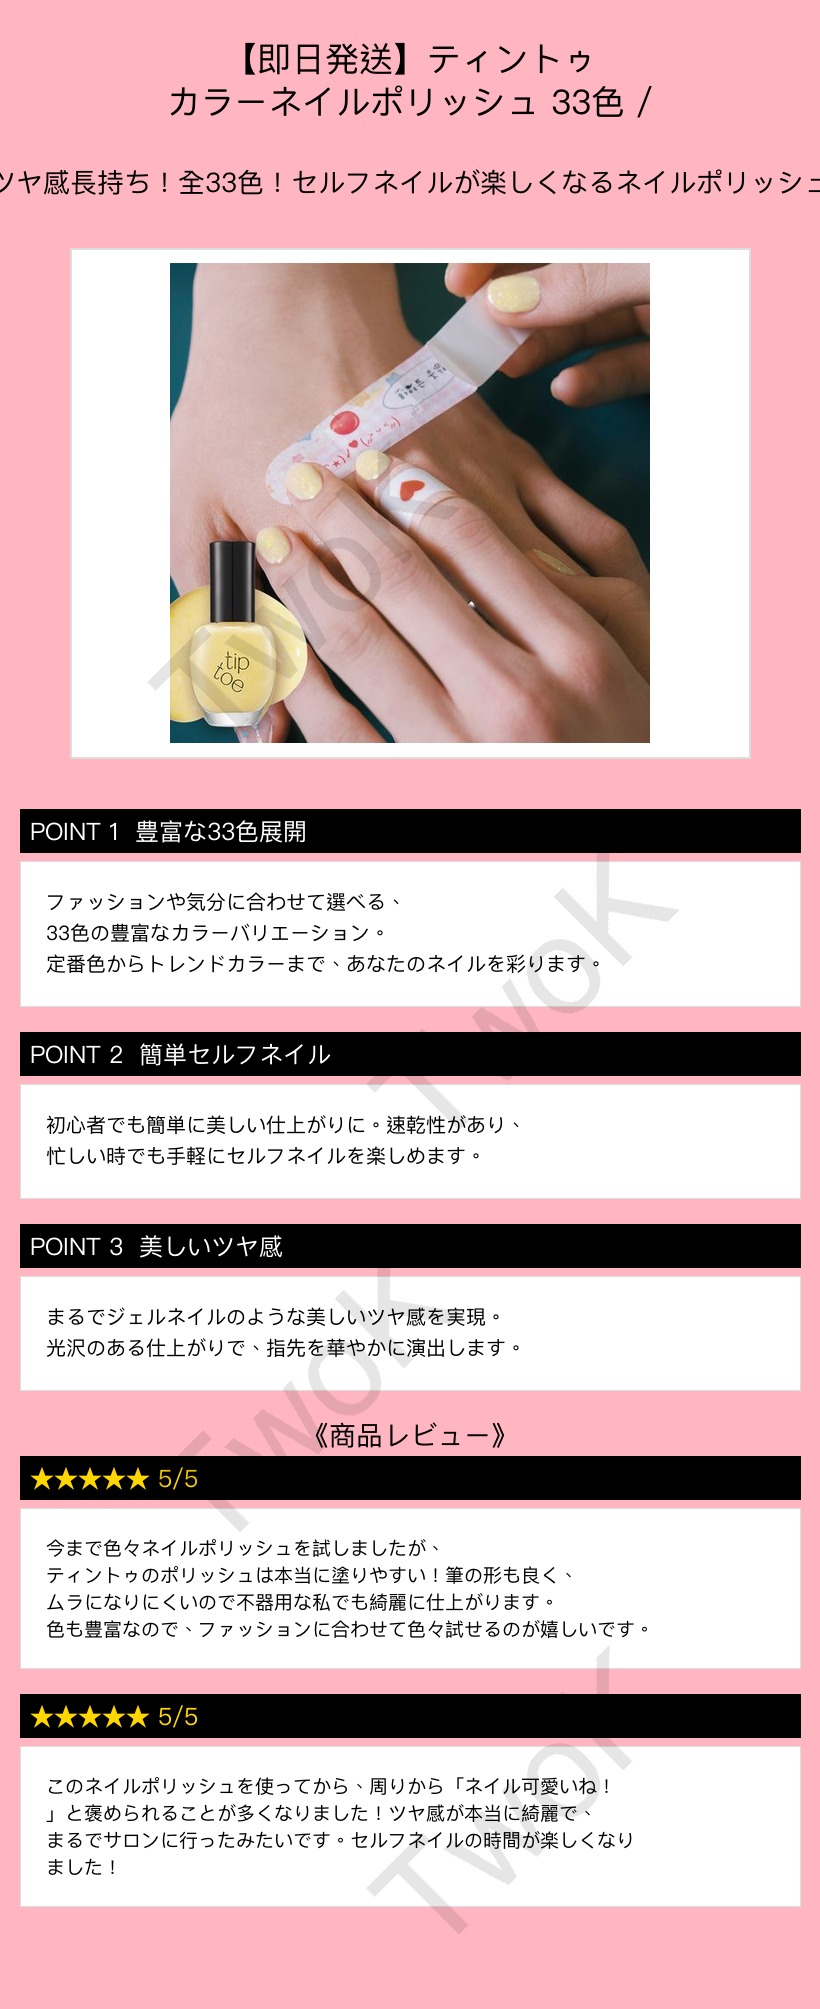 【即日発送】ティントゥ
カラーネイルポリッシュ 33色 /
ツヤ感長持ち！全33色！セルフネイルが楽しくなるネイルポリッシュ
tip
toe
TwoK
POINT 1 豊富な33色展開
ファッションや気分に合わせて選べる、
33色の豊富なカラーバリエーション。
定番色からトレンドカラーまで、あなたのネイルを彩ります。
TwoK
POINT 2 簡単セルフネイル
初心者でも簡単に美しい仕上がりに。速乾性があり、
忙しい時でも手軽にセルフネイルを楽しめます。
POINT 3 美しいツヤ感
まるでジェルネイルのような美しいツヤ感を実現。
光沢のある仕上がりで、指先を華やかに演出します。
TwoK
《商品レビュー》
★★★★★ 5/5
今まで色々ネイルポリッシュを試しましたが、
ティントゥのポリッシュは本当に塗りやすい！筆の形も良く、
ムラになりにくいので不器用な私でも綺麗に仕上がります。
色も豊富なので、ファッションに合わせて色々試せるのが嬉しいです。
★★★★★ 5/5
このネイルポリッシュを使ってから、周りから「ネイル可愛いね！
」と褒められることが多くなりました！ツヤ感が本当に綺麗で、
まるでサロンに行ったみたいです。セルフネイルの時間が楽しくなり
ました！
TwoK